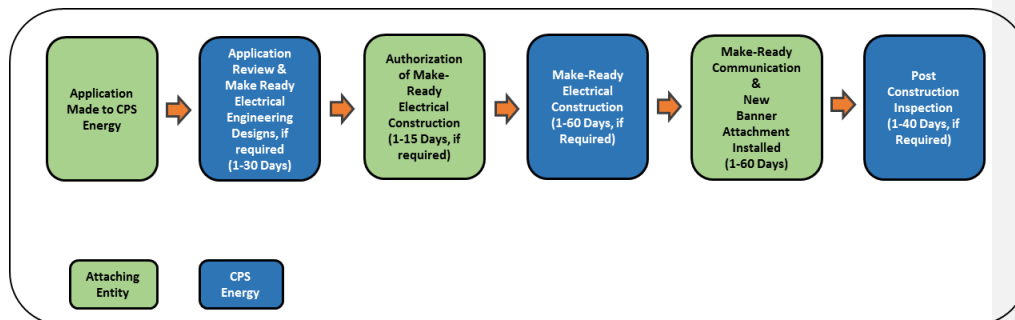 Application
Made to CPS
Energy
Application
Review &
Make Ready
Electrical
Engineering
Designs, if
required
(1-30 Days)
Authorization
of Make-
Ready
Electrical
Construction
(1-15 Days, if
required)
Make-Ready
Electrical
Construction
(1-60 Days, if
Required)
Make-Ready
Communication
&
New
Banner
Attachment
Installed
(1-60 Days)
Post
Construction
Inspection
(1-40 Days, if
Required)
Attaching
Entity
CPS
Energy